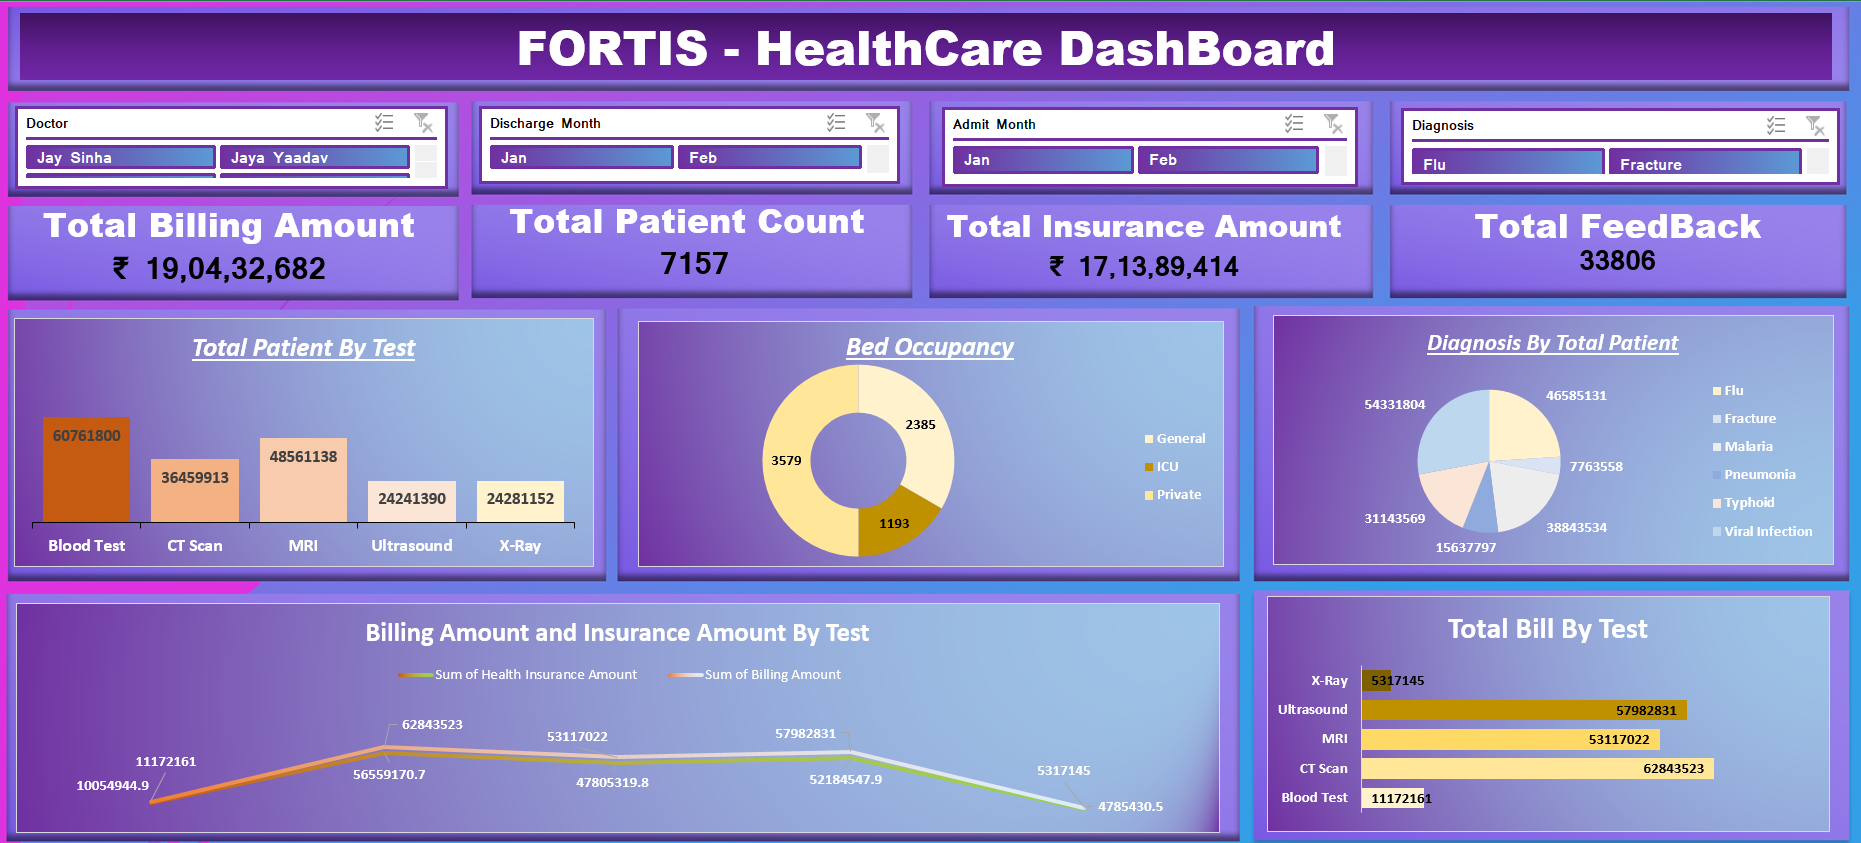 FORTIS - HealthCare DashBoard
Doctor
Jay Sinha
Jaya Yaadav
Discharge Month
Jan
Feb
Admit Month
Jan
Feb
Diagnosis
Flu
Fracture
Total Billing Amount
₹ 19,04,32,682
Total Patient Count
7157
Total Insurance Amount
₹ 17,13,89,414
Total FeedBack
33806
Total Patient By Test
60761800
36459913
48561138
24241390
24281152
Blood Test
CT Scan
MRI
Ultrasound
X-Ray
Bed Occupancy
2385
3579
1193
General
ICU
Private
Diagnosis By Total Patient
54331804
46585131
7763558
38843534
15637797
31143569
Flu
Fracture
Malaria
Pneumonia
Typhoid
Viral Infection
Billing Amount and Insurance Amount By Test
Sum of Health Insurance Amount
Sum of Billing Amount
11172161
10054944.9
62843523
56559170.7
53117022
47805319.8
57982831
52184547.9
5317145
4785430.5
Total Bill By Test
X-Ray
5317145
Ultrasound
57982831
MRI
53117022
CT Scan
62843523
Blood Test
11172161